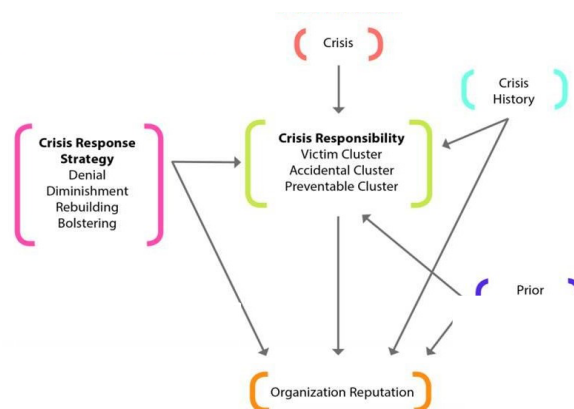 Crisis
Crisis
History
Crisis Response
Strategy
Denial
Diminishment
Rebuilding
Bolstering
Crisis Responsibility
Victim Cluster
Accidental Cluster
Preventable Cluster
Prior
Organization Reputation